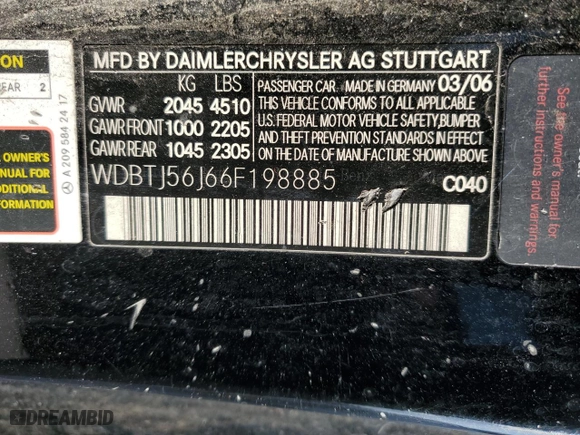 ION
EAR 2
L OWNER'S
MANUAL FOR
ADDITIONAL
FORMATION
A 209 584 24 17
MFD BY DAIMLERCHRYSLER AG STUTTGART
KG LBS
GVWR 2045 4510
GAWR FRONT 1000 2205
GAWR REAR 1045 2305
PASSENGER CAR. MADE IN GERMANY 03/06
THIS VEHICLE CONFORMS TO ALL APPLICABLE
U.S. FEDERAL MOTOR VEHICLE SAFETY, BUMPER
AND THEFT PREVENTION STANDARDS IN EFFECT
ON THE DATE OF MANUFACTURE SHOWN ABOVE.
WDBTJ56J66F198885
C040
See owner's manual for
further instructions
and warnings.
DREAMBID